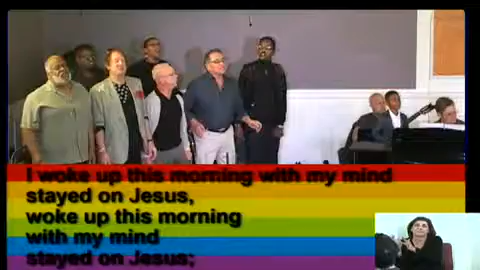 I woke up this morning with my mind
stayed on Jesus,
woke up this morning
with my mind
stayed on Jesus;